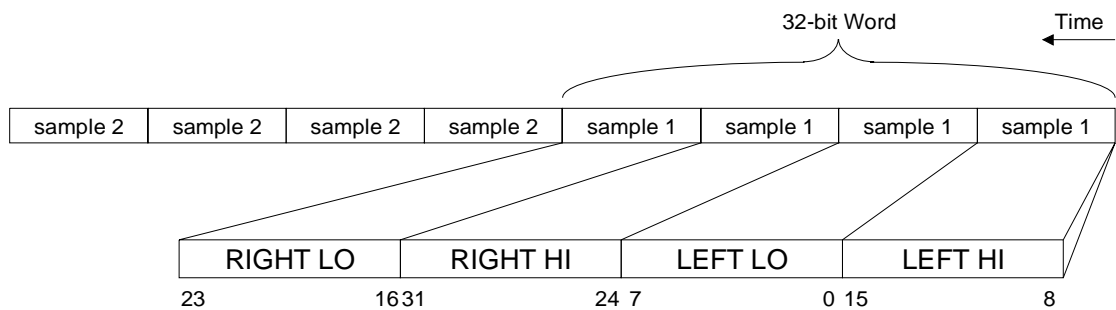 32-bit Word Time
sample 2 sample 2 sample 2 sample 2 sample 1 sample 1 sample 1 sample 1
RIGHT LO RIGHT HI LEFT LO LEFT HI
23 16 31 24 7 0 15 8